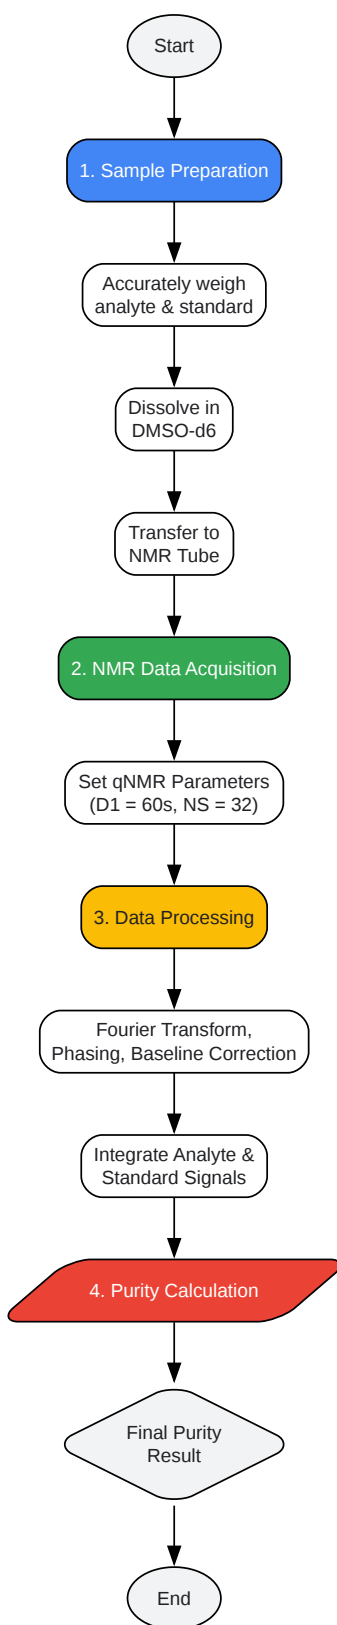 Start
1. Sample Preparation
Accurately weigh
analyte & standard
Dissolve in
DMSO-d6
Transfer to
NMR Tube
2. NMR Data Acquisition
Set qNMR Parameters
(D1 = 60s, NS = 32)
3. Data Processing
Fourier Transform,
Phasing, Baseline Correction
Integrate Analyte &
Standard Signals
4. Purity Calculation
Final Purity
Result
End